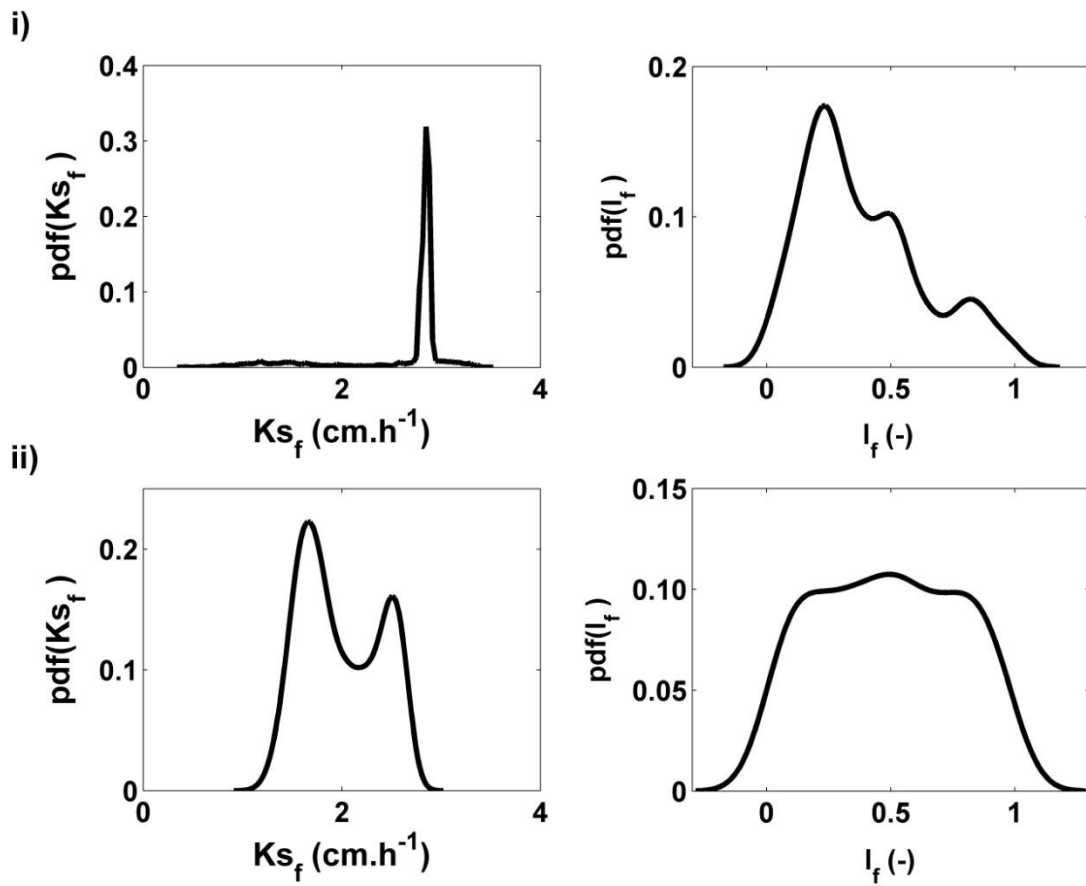 i)
0.4
0.3
0.2
0.1
0
pdf(Ks_f )
0 2 4
Ks_f (cm.h^-1)
0.2
0.1
0
pdf(I_f )
0 0.5 1
I_f (-)
ii)
0.2
0.1
0
pdf(Ks_f )
0 2 4
Ks_f (cm.h^-1)
0.15
0.10
0.05
0
pdf(I_f )
0 0.5 1
I_f (-)